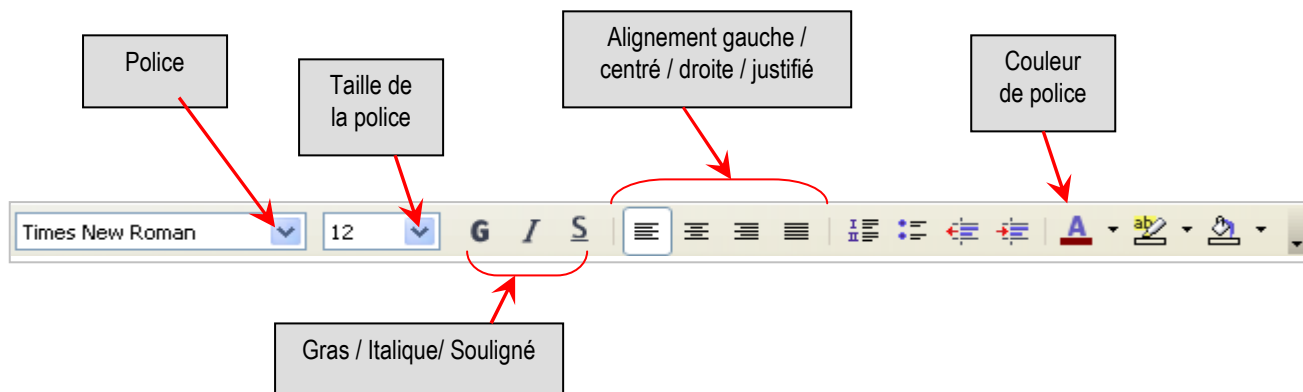 Police
Taille de
la police
Alignement gauche /
centré / droite / justifié
Couleur
de police
Times New Roman
12
G I S
A
ab
Gras / Italique/ Souligné